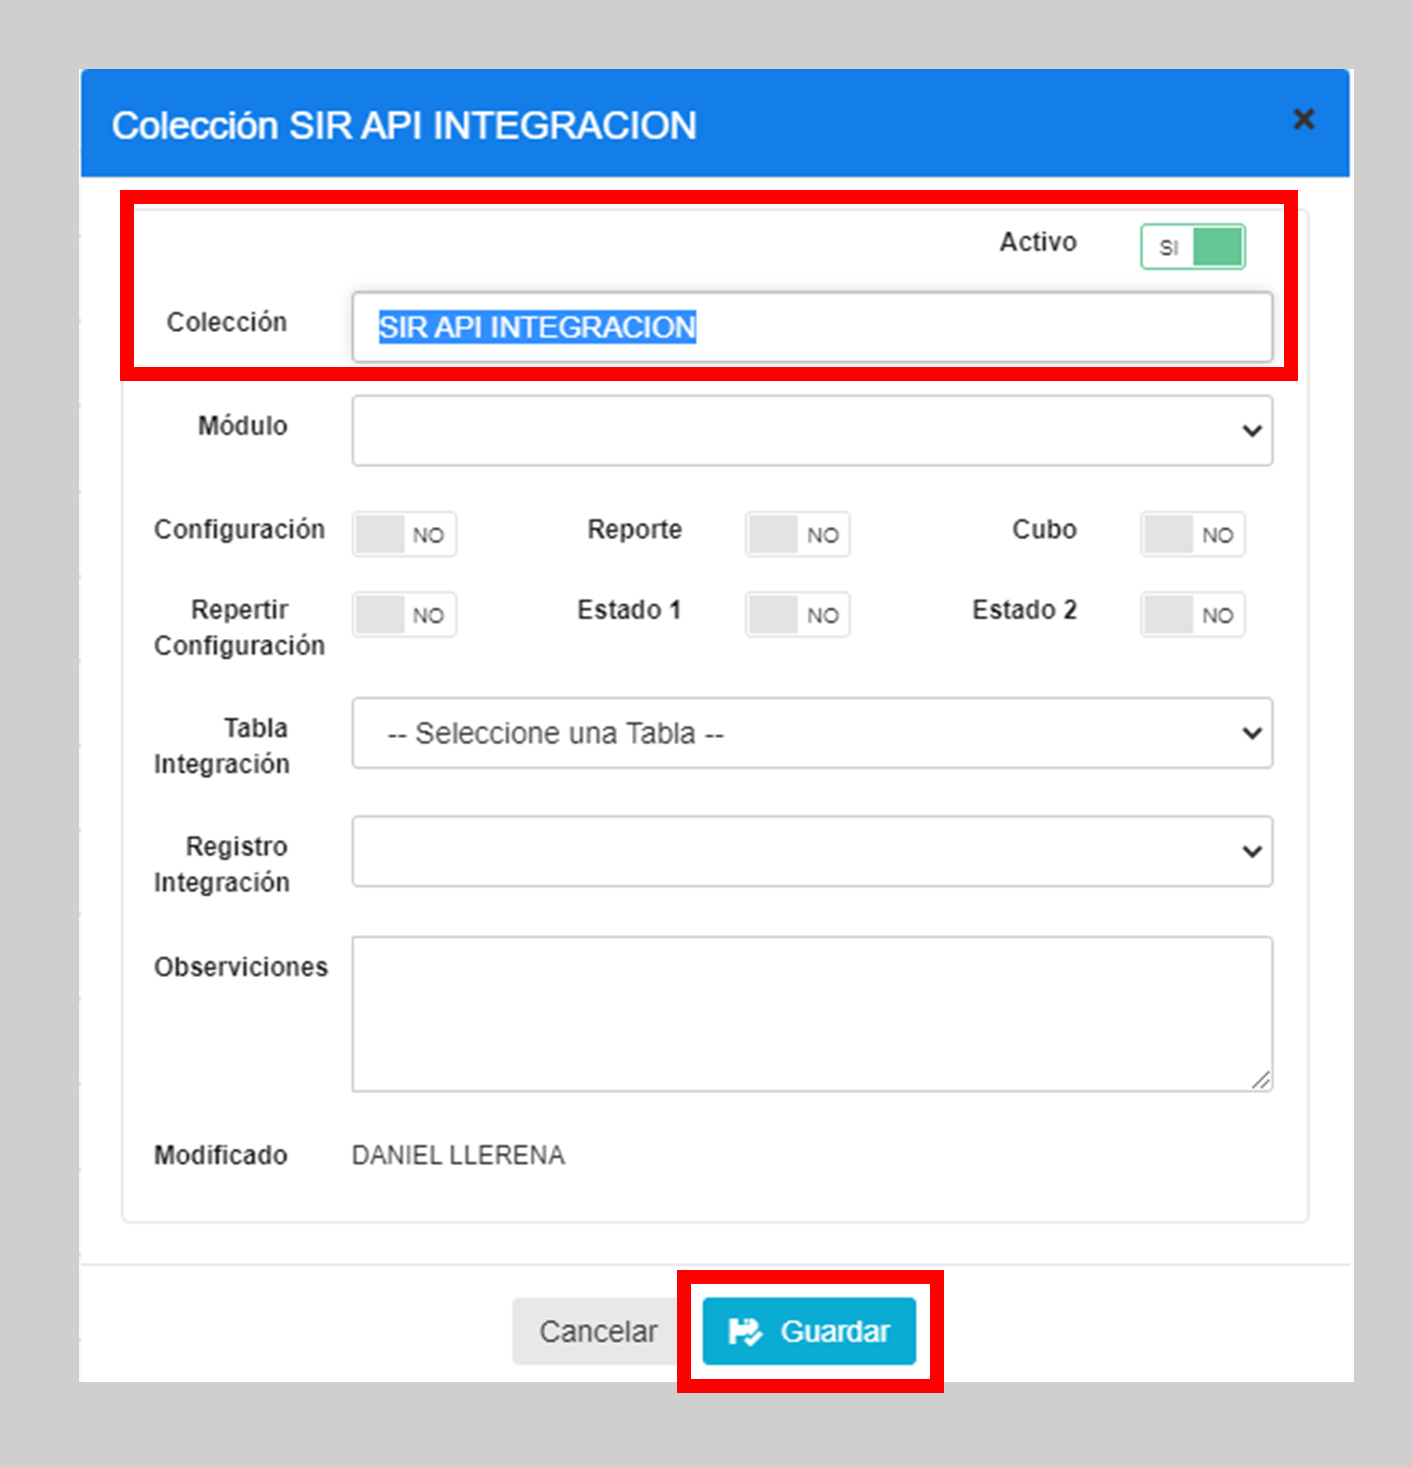 Colección SIR API INTEGRACION
Activo SI
Colección SIR API INTEGRACION
Módulo
Configuración NO Reporte NO Cubo NO
Repertir Configuración NO Estado 1 NO Estado 2 NO
Tabla Integración -- Seleccione una Tabla --
Registro Integración
Observiciones
Modificado DANIEL LLERENA
Cancelar Guardar